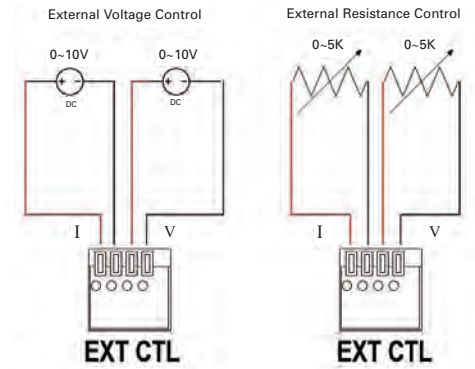 External Voltage Control
0~10V 0~10V
+ - + -
DC DC
I V
EXT CTL
External Resistance Control
0~5K 0~5K
I V
EXT CTL